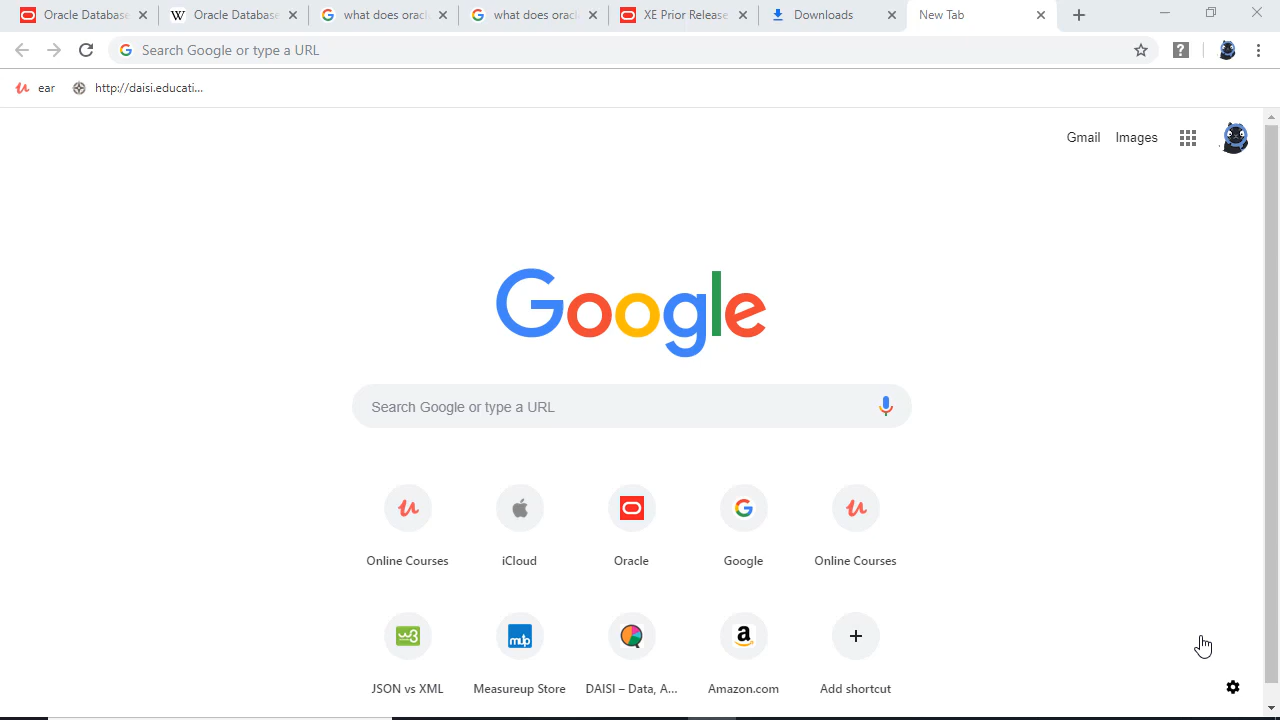 Oracle Database
Oracle Database
what does oracl
what does oracl
XE Prior Release
Downloads
New Tab
Search Google or type a URL
ear
http://daisi.educati...
Gmail
Images
Google
Search Google or type a URL
Online Courses
iCloud
Oracle
Google
Online Courses
JSON vs XML
Measureup Store
DAISI – Data, A...
Amazon.com
Add shortcut